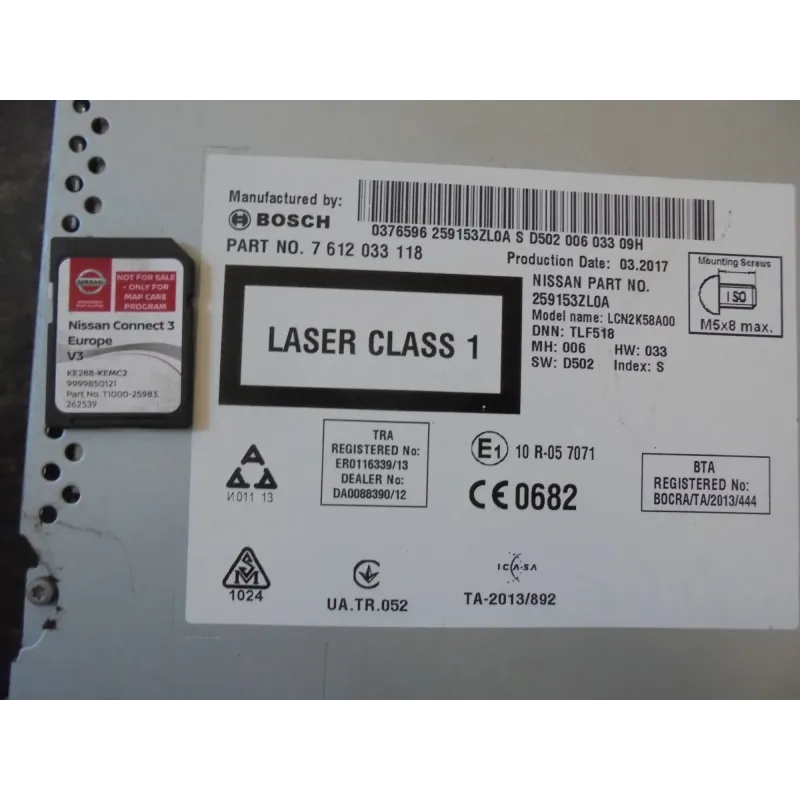 NISSAN
NOT FOR SALE
- ONLY FOR
MAP CARE
PROGRAM
Nissan Connect 3
Europe
V3
KE288-KEMC2
9999850121
Part No. T1000-25983
262539
Manufactured by:
BOSCH
0376596 259153ZL0A S D502 006 033 09H
PART NO. 7 612 033 118
Production Date: 03.2017
LASER CLASS 1
NISSAN PART NO.
259153ZL0A
Model name: LCN2K58A00
DNN: TLF518
MH: 006 HW: 033
SW: D502 Index: S
Mounting Screws
ISO
M5x8 max.
И011 13
TRA
REGISTERED No:
ER0116339/13
DEALER No:
DA0088390/12
E1 10 R-05 7071
CE0682
BTA
REGISTERED No:
BOCRA/TA/2013/444
1024
UA.TR.052
ICASA
TA-2013/892